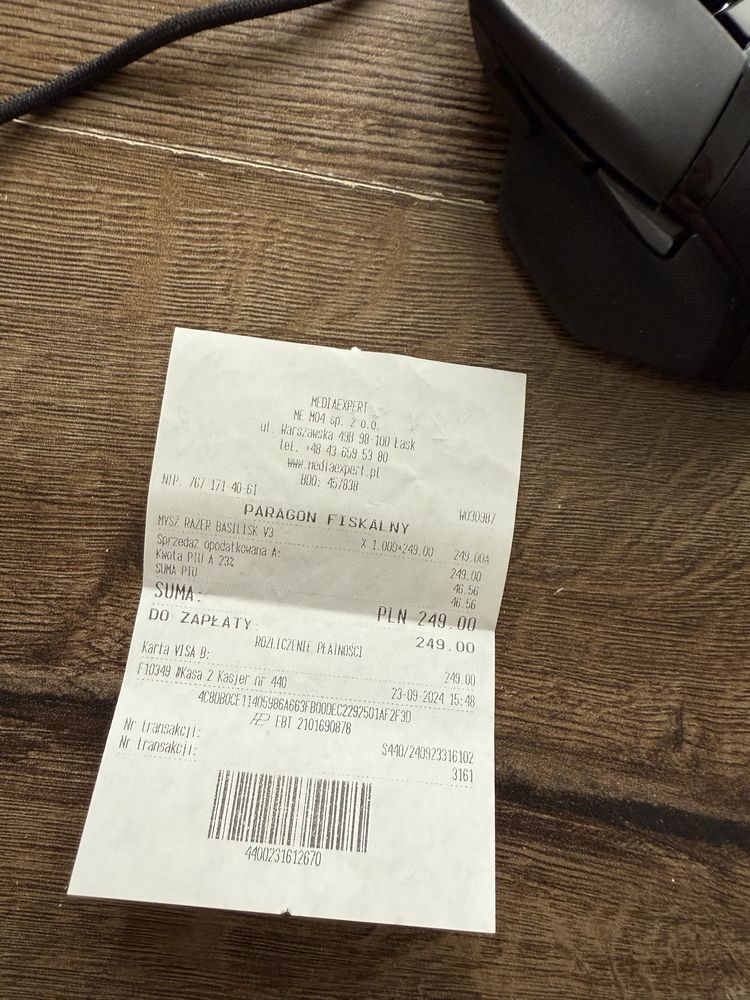 MEDIAEXPERT
ME M04 sp. z o.o.
ul. Warszawska 49B 98-100 Łask
tel. +48 43 659 53 80
www.mediaexpert.pl
BDO: 457838
NIP: 767 171 40 61 W030987
PARAGON FISKALNY
MYSZ RAZER BASILISK V3 X 1.000*249.00 249.00A
Sprzedaż opodatkowana A: 249.00
Kwota PTU A 23% 46.56
SUMA PTU 46.56
SUMA: PLN 249.00
DO ZAPŁATY: 249.00
ROZLICZENIE PŁATNOŚCI
Karta VISA B: 249.00
F10349 #Kasa 2 Kasjer nr 440 23-09-2024 15:48
EBT 2101690878
Nr transakcji: S440/240923316102
Nr transakcji: 3161
4400231612670